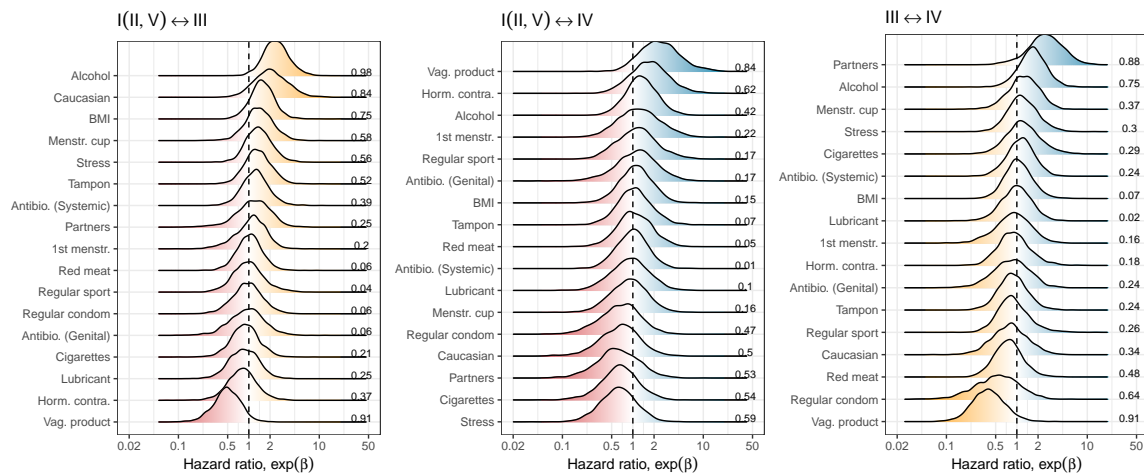 I(II, V) ↔ III
Alcohol 0.98
Caucasian 0.84
BMI 0.75
Menstr. cup 0.58
Stress 0.56
Tampon 0.52
Antibio. (Systemic) 0.39
Partners 0.25
1st menstr. 0.2
Red meat 0.06
Regular sport 0.04
Regular condom 0.06
Antibio. (Genital) 0.06
Cigarettes 0.21
Lubricant 0.25
Horm. contra. 0.37
Vag. product 0.91
0.02 0.1 0.5 1 2 10 50
Hazard ratio, exp(β)
I(II, V) ↔ IV
Vag. product 0.84
Horm. contra. 0.62
Alcohol 0.42
1st menstr. 0.22
Regular sport 0.17
Antibio. (Genital) 0.17
BMI 0.15
Tampon 0.07
Red meat 0.05
Antibio. (Systemic) 0.01
Lubricant 0.1
Menstr. cup 0.16
Regular condom 0.47
Caucasian 0.5
Partners 0.53
Cigarettes 0.54
Stress 0.59
0.02 0.1 0.5 1 2 10 50
Hazard ratio, exp(β)
III ↔ IV
Partners 0.88
Alcohol 0.75
Menstr. cup 0.37
Stress 0.3
Cigarettes 0.29
Antibio. (Systemic) 0.24
BMI 0.07
Lubricant 0.02
1st menstr. 0.16
Horm. contra. 0.18
Antibio. (Genital) 0.24
Tampon 0.24
Regular sport 0.26
Caucasian 0.34
Red meat 0.48
Regular condom 0.64
Vag. product 0.91
0.02 0.1 0.5 1 2 10 50
Hazard ratio, exp(β)